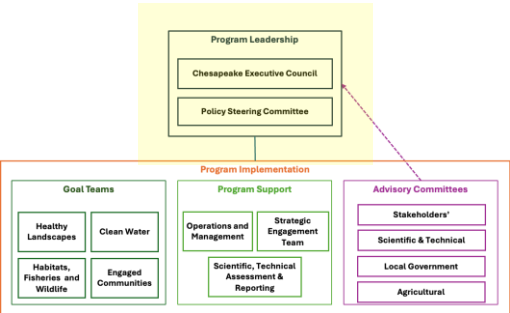 Program Leadership
Chesapeake Executive Council
Policy Steering Committee
Program Implementation
Goal Teams
Healthy
Landscapes
Clean Water
Habitats,
Fisheries and
Wildlife
Engaged
Communities
Program Support
Operations and
Management
Strategic
Engagement
Team
Scientific, Technical
Assessment &
Reporting
Advisory Committees
Stakeholders'
Scientific & Technical
Local Government
Agricultural